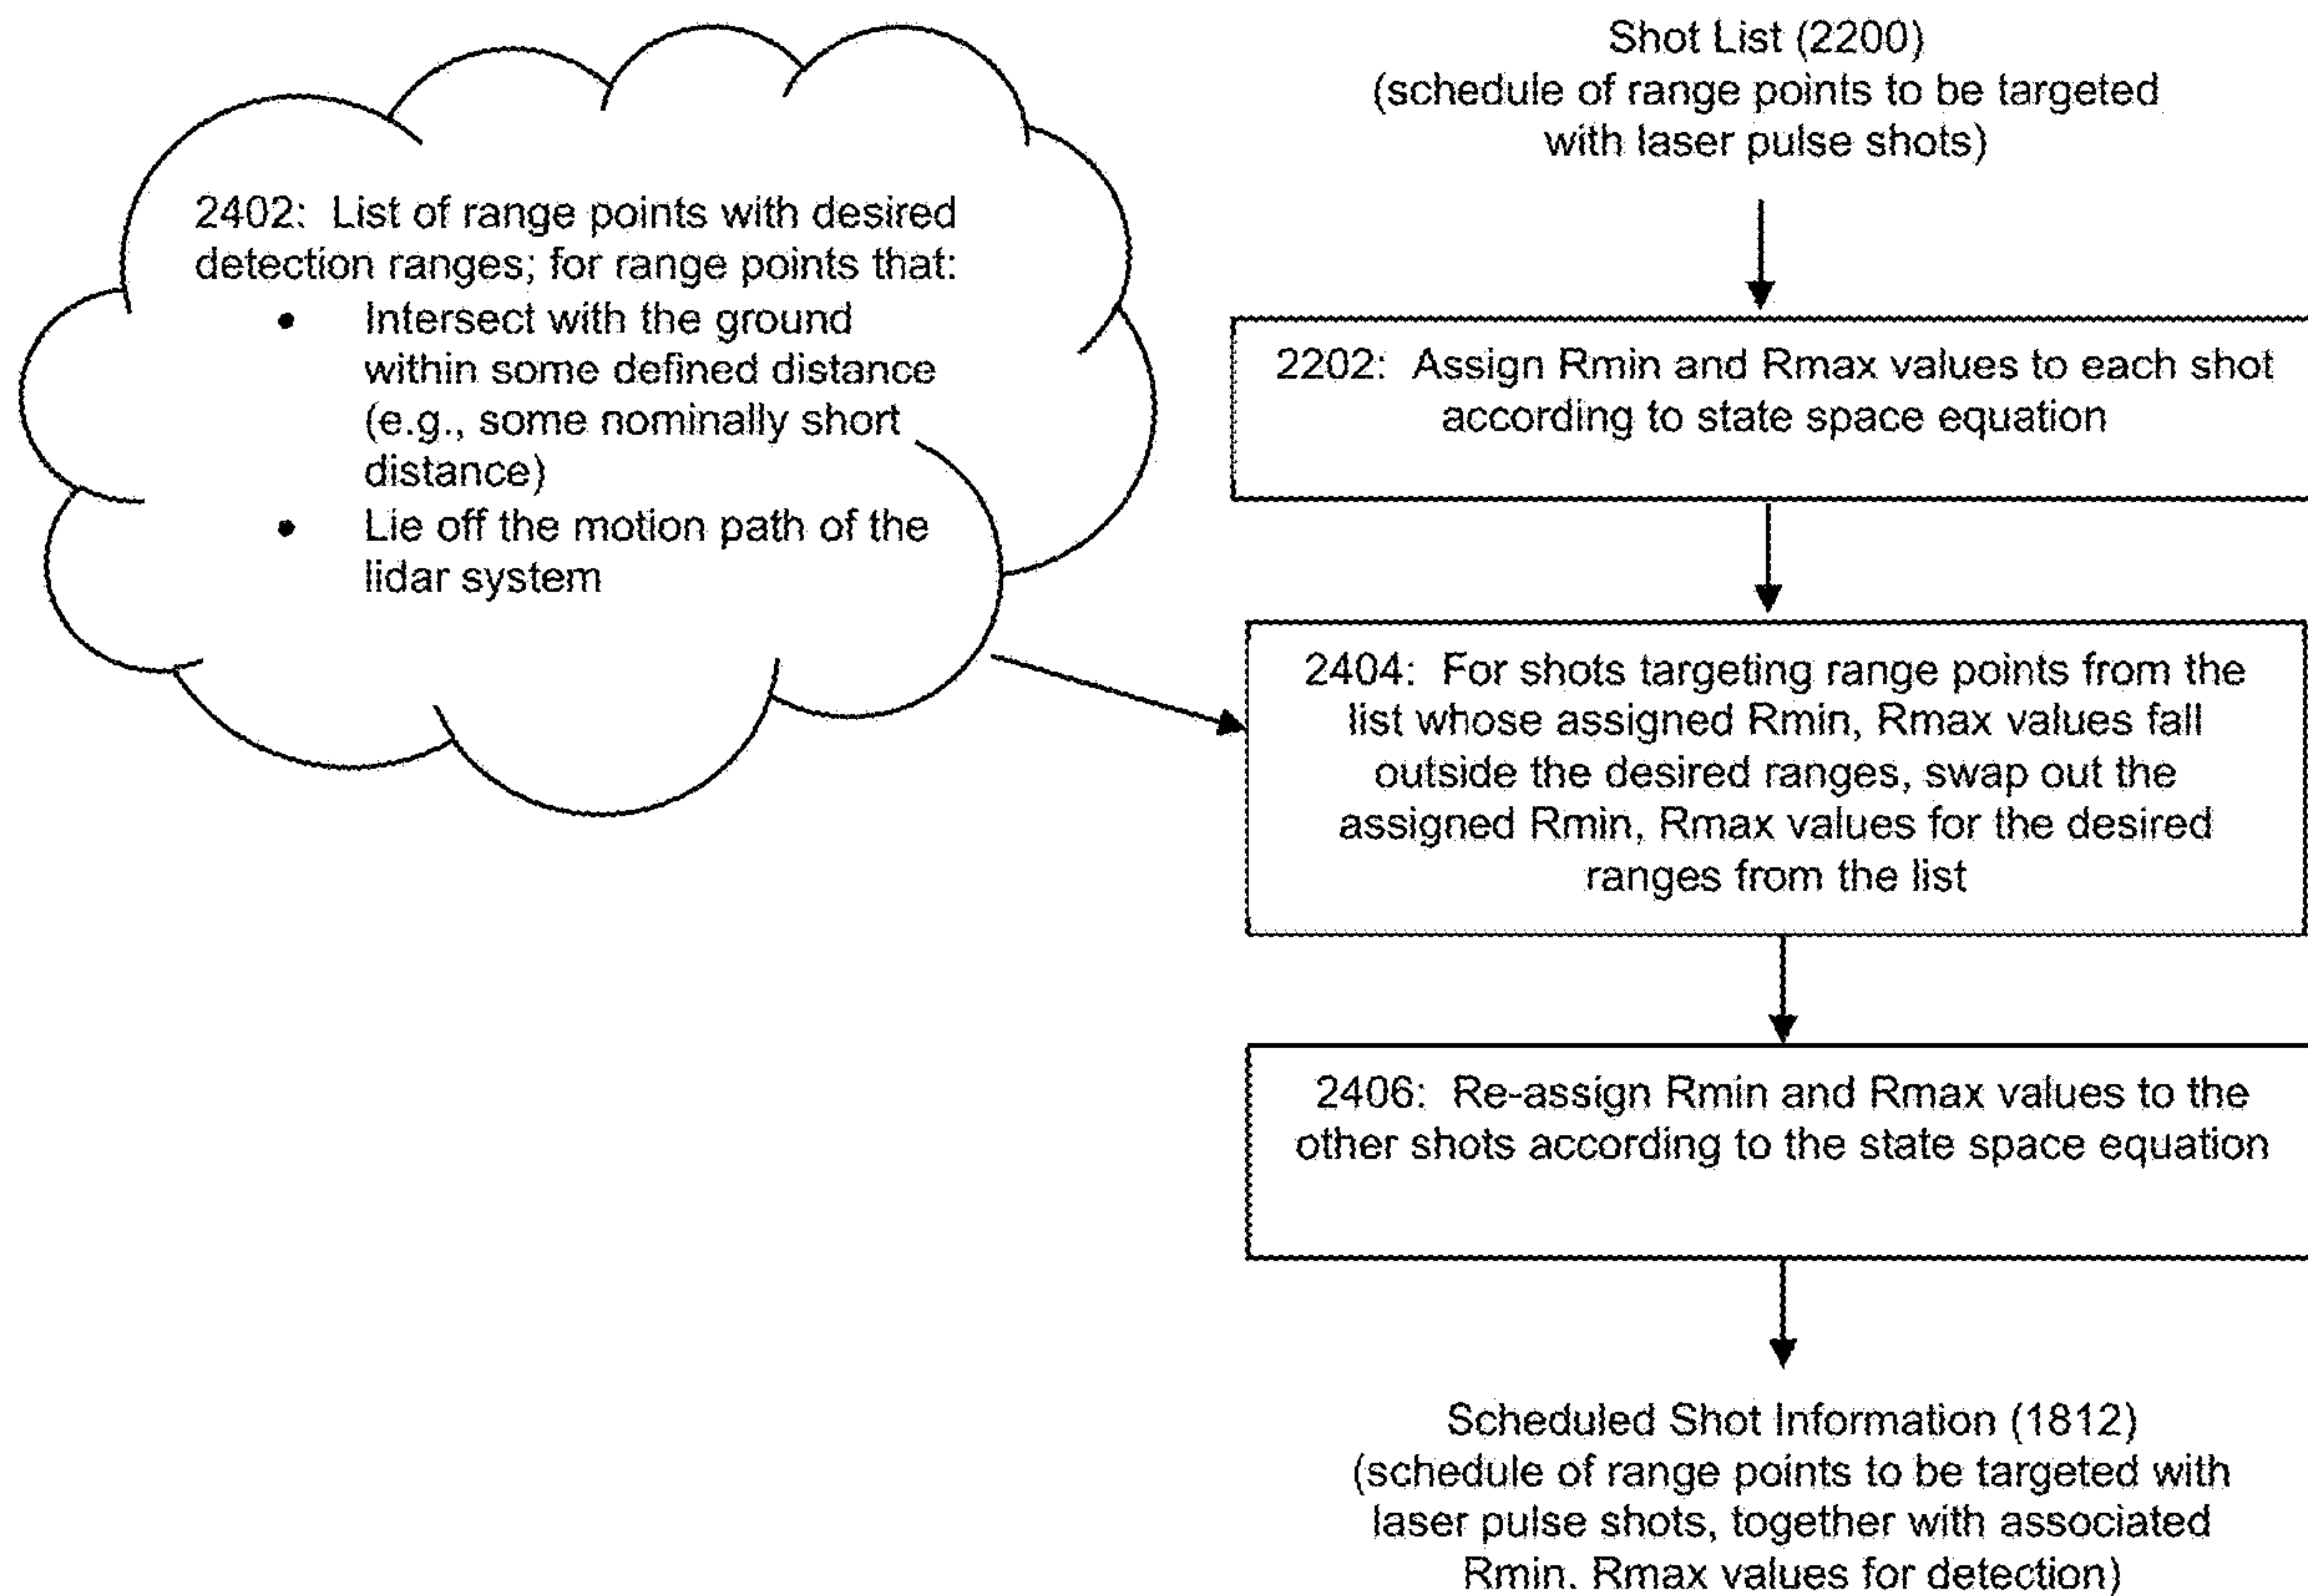 2402: List of range points with desired
detection ranges; for range points that:
• Intersect with the ground
within some defined distance
(e.g., some nominally short
distance)
• Lie off the motion path of the
lidar system
Shot List (2200)
(schedule of range points to be targeted
with laser pulse shots)
2202: Assign Rmin and Rmax values to each shot
according to state space equation
2404: For shots targeting range points from the
list whose assigned Rmin, Rmax values fall
outside the desired ranges, swap out the
assigned Rmin, Rmax values for the desired
ranges from the list
2406: Re-assign Rmin and Rmax values to the
other shots according to the state space equation
Scheduled Shot Information (1812)
(schedule of range points to be targeted with
laser pulse shots, together with associated
Rmin, Rmax values for detection)